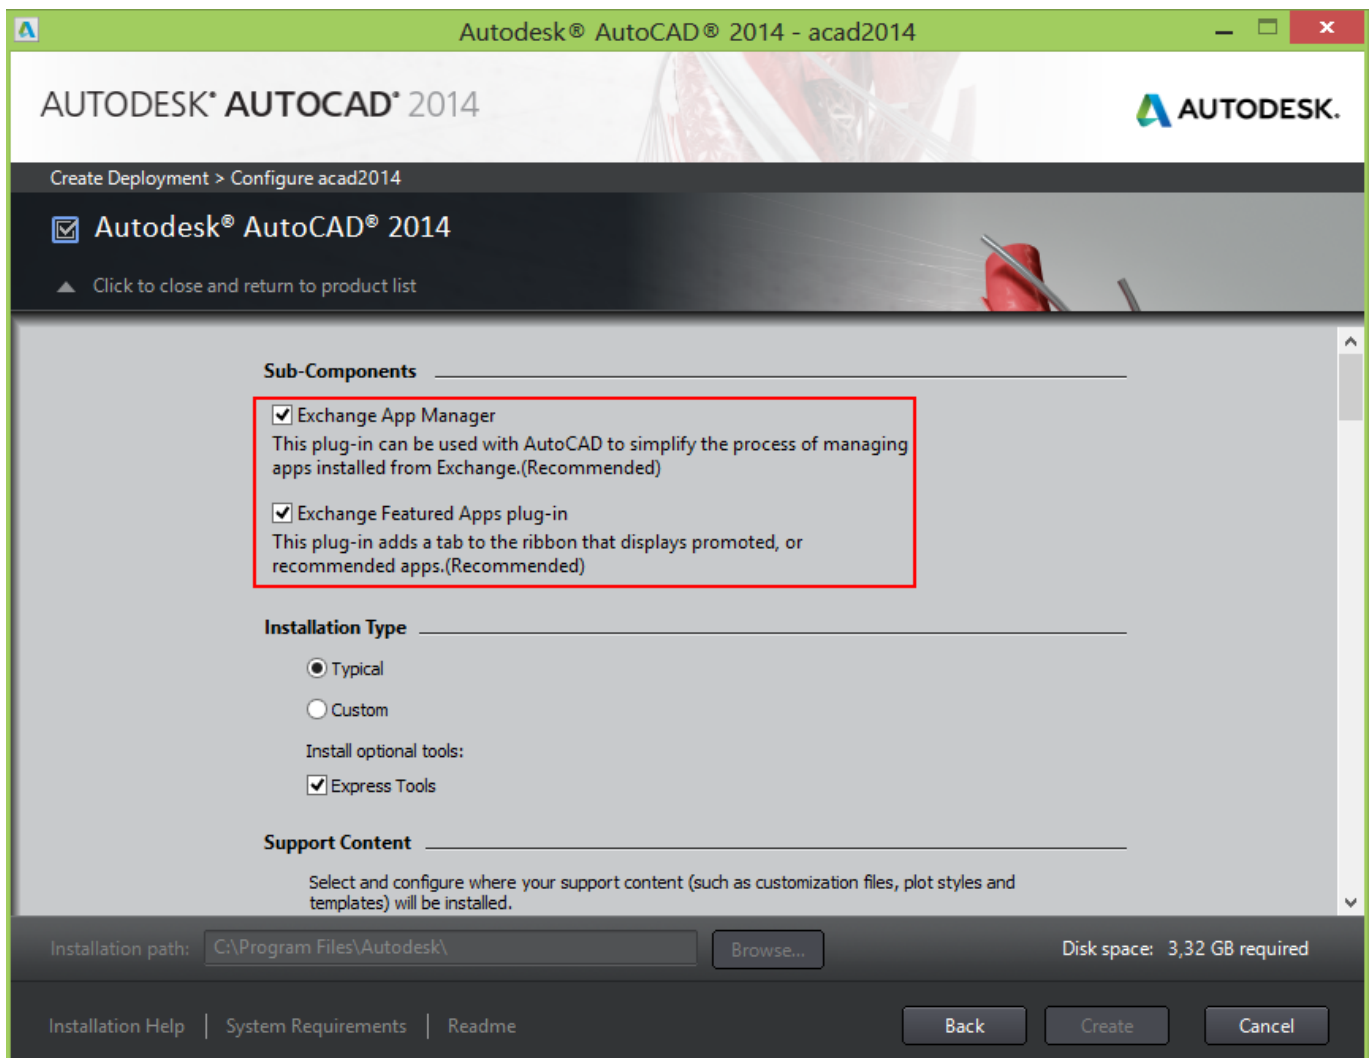 Autodesk® AutoCAD® 2014 - acad2014
AUTODESK® AUTOCAD® 2014
AUTODESK.
Create Deployment > Configure acad2014
Autodesk® AutoCAD® 2014
Click to close and return to product list
Sub-Components
Exchange App Manager
This plug-in can be used with AutoCAD to simplify the process of managing
apps installed from Exchange.(Recommended)
Exchange Featured Apps plug-in
This plug-in adds a tab to the ribbon that displays promoted, or
recommended apps.(Recommended)
Installation Type
Typical
Custom
Install optional tools:
Express Tools
Support Content
Select and configure where your support content (such as customization files, plot styles and
templates) will be installed.
Installation path: C:\Program Files\Autodesk\ Browse... Disk space: 3,32 GB required
Installation Help | System Requirements | Readme Back Create Cancel